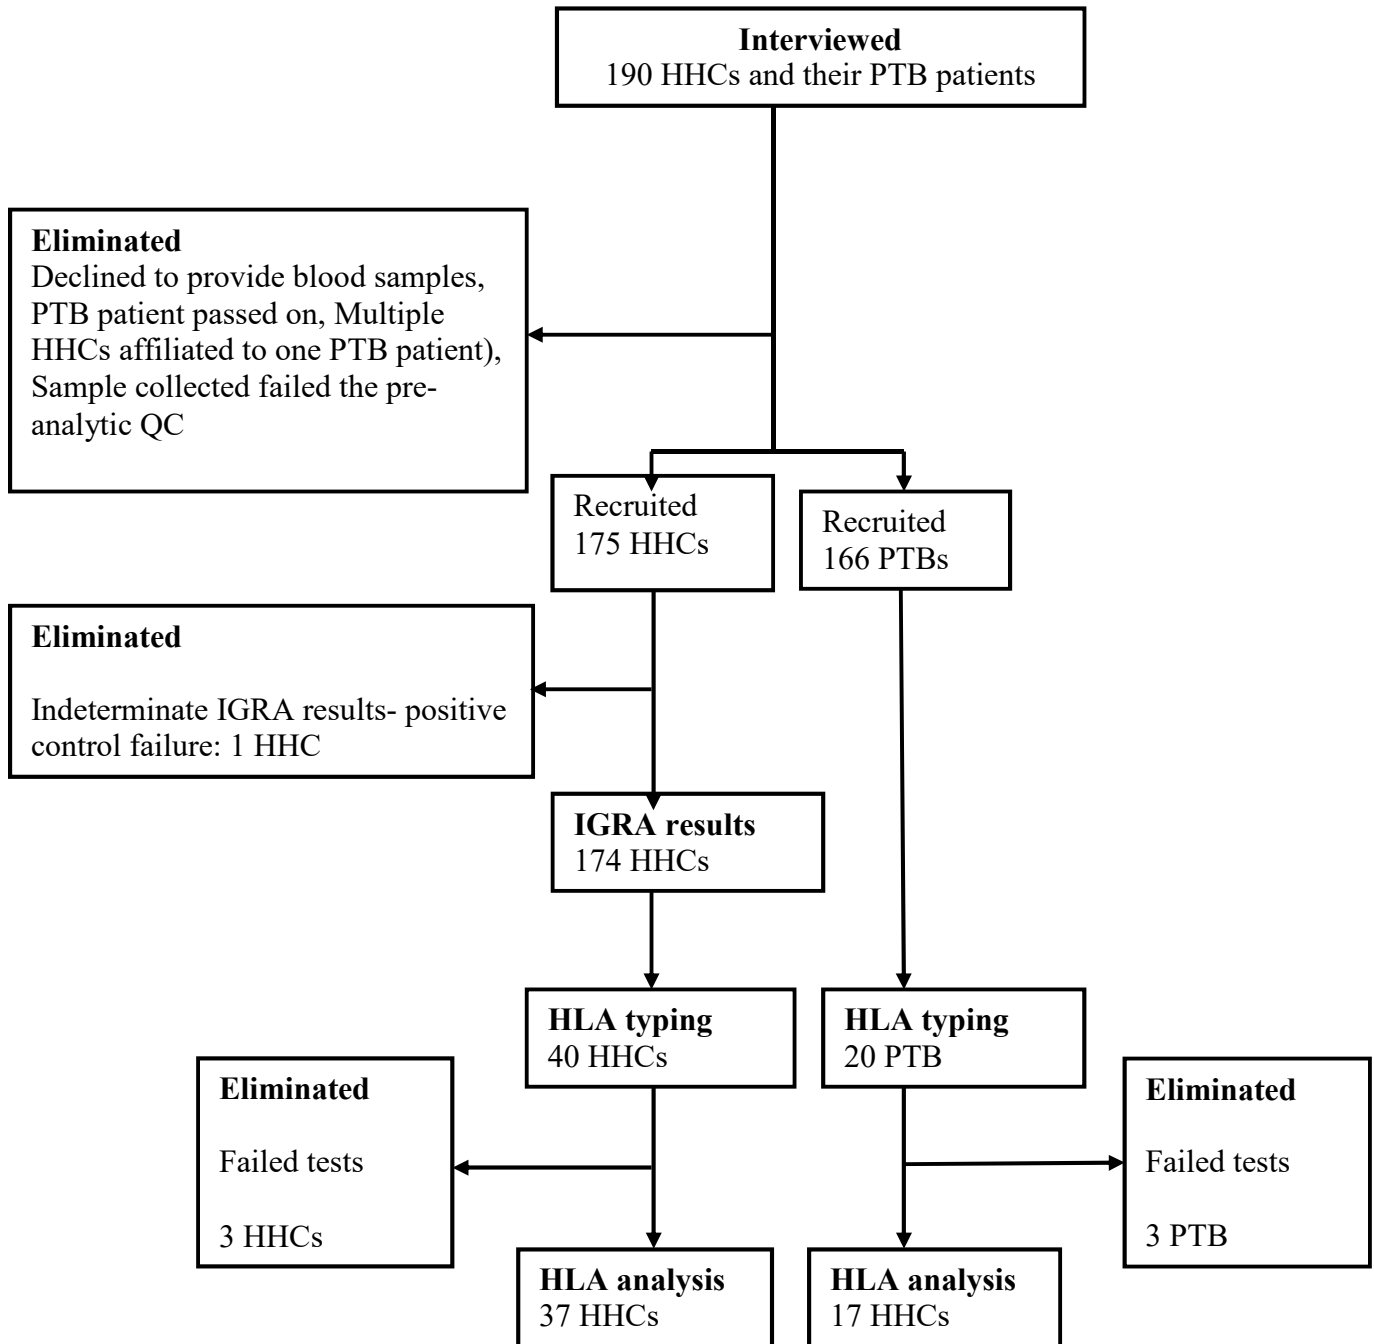 Interviewed
190 HHCs and their PTB patients
Eliminated
Declined to provide blood samples,
PTB patient passed on, Multiple
HHCs affiliated to one PTB patient),
Sample collected failed the pre-
analytic QC
Recruited
175 HHCs
Recruited
166 PTBs
Eliminated
Indeterminate IGRA results- positive
control failure: 1 HHC
IGRA results
174 HHCs
HLA typing
40 HHCs
HLA typing
20 PTB
Eliminated
Failed tests
3 HHCs
Eliminated
Failed tests
3 PTB
HLA analysis
37 HHCs
HLA analysis
17 HHCs